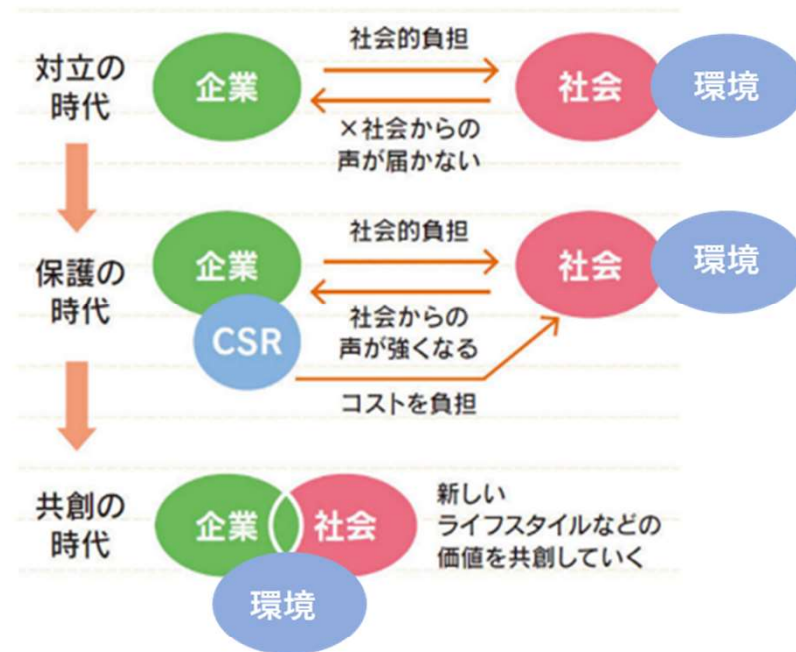 対立の
時代
企業
社会的負担
×社会からの
声が届かない
社会
環境
保護の
時代
企業
CSR
社会的負担
社会からの
声が強くなる
コストを負担
社会
環境
共創の
時代
企業
社会
環境
新しい
ライフスタイルなどの
価値を共創していく